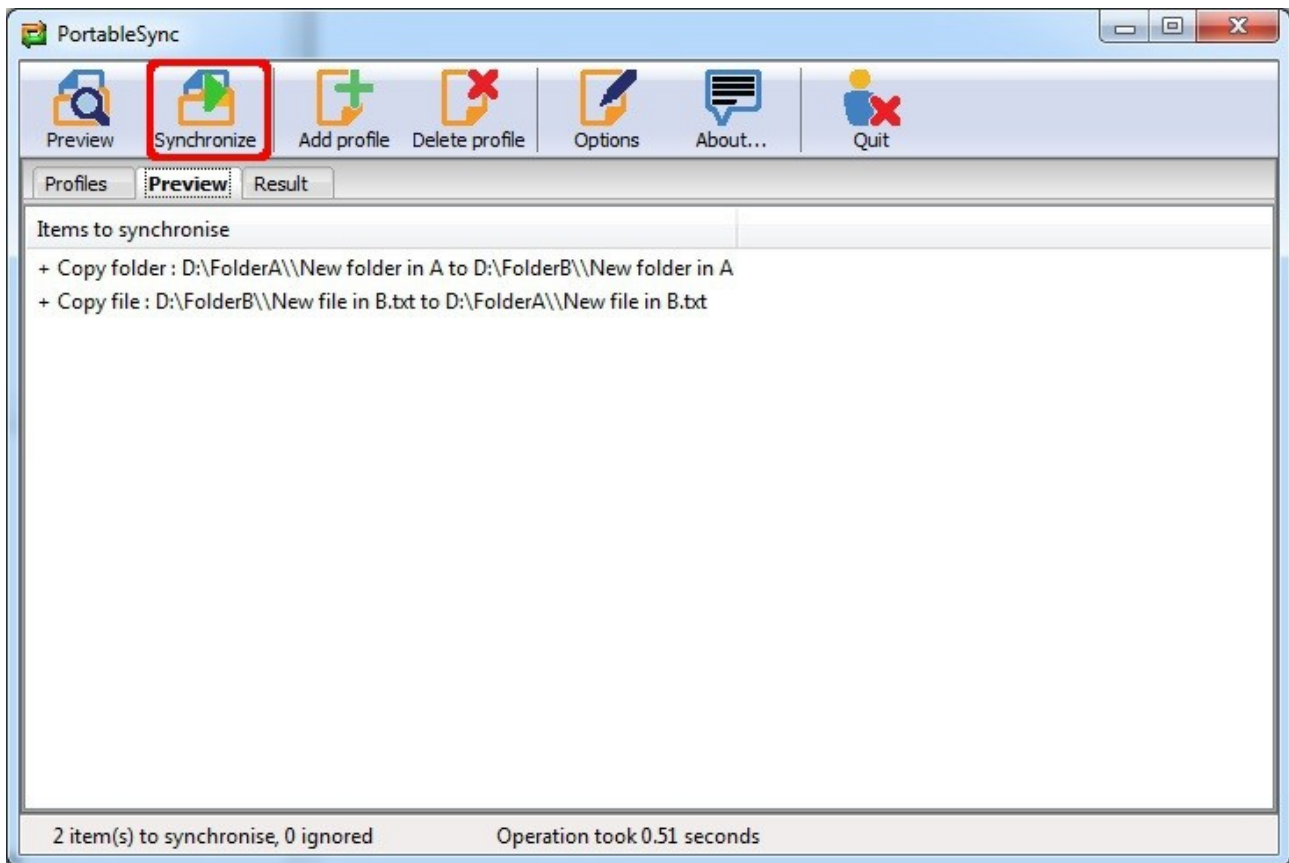 PortableSync
Preview Synchronize Add profile Delete profile Options About... Quit
Profiles Preview Result
Items to synchronise
+ Copy folder : D:\FolderA\\New folder in A to D:\FolderB\\New folder in A
+ Copy file : D:\FolderB\\New file in B.txt to D:\FolderA\\New file in B.txt
2 item(s) to synchronise, 0 ignored Operation took 0.51 seconds